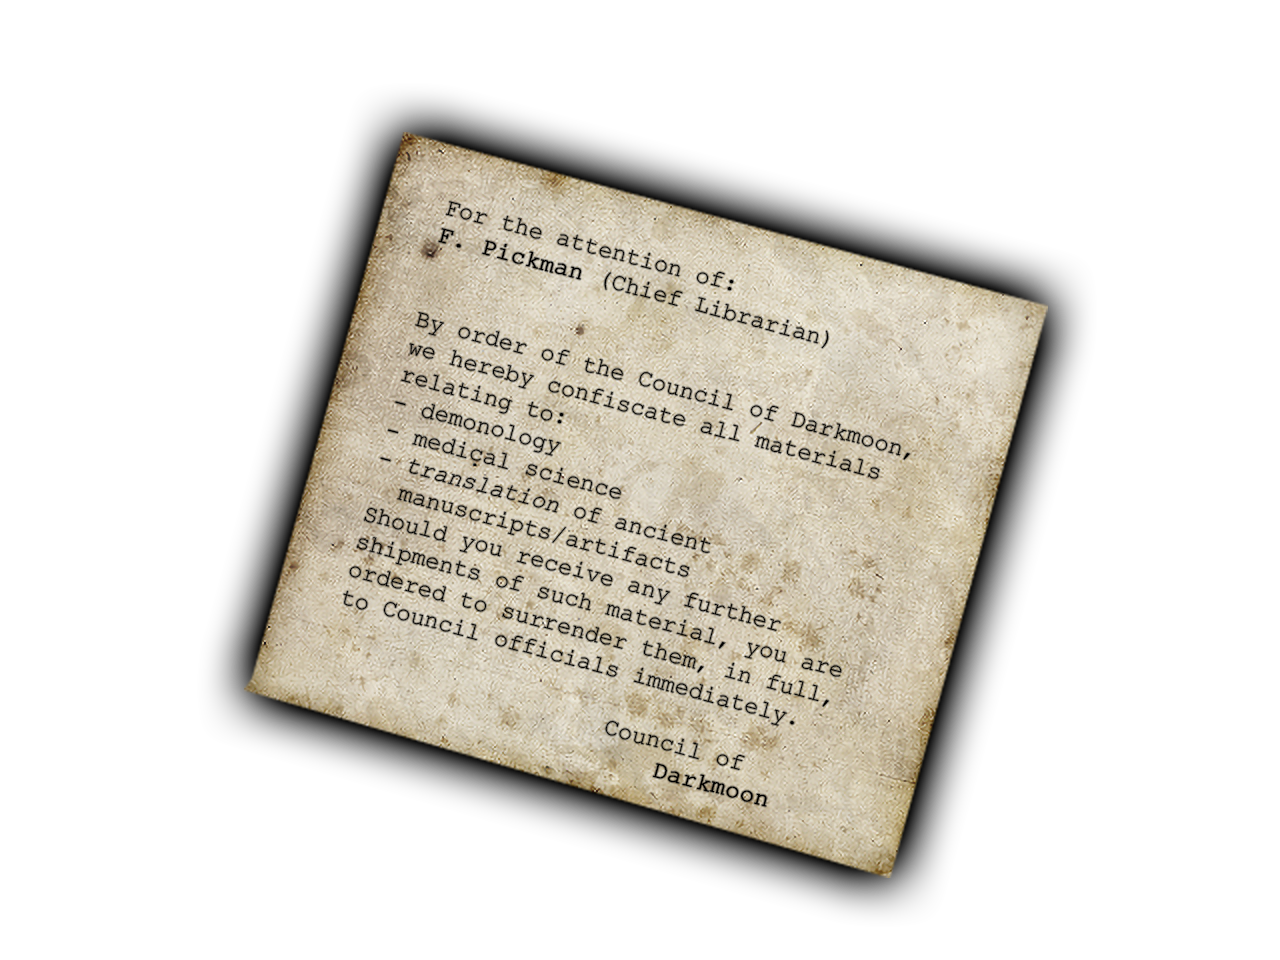 For the attention of:
F. Pickman (Chief Librarian)
By order of the Council of Darkmoon,
we hereby confiscate all materials
relating to:
- demonology
- medical science
- translation of ancient
manuscripts/artifacts
Should you receive any further
shipments of such material, you are
ordered to surrender them, in full,
to Council officials immediately.
Council of
Darkmoon